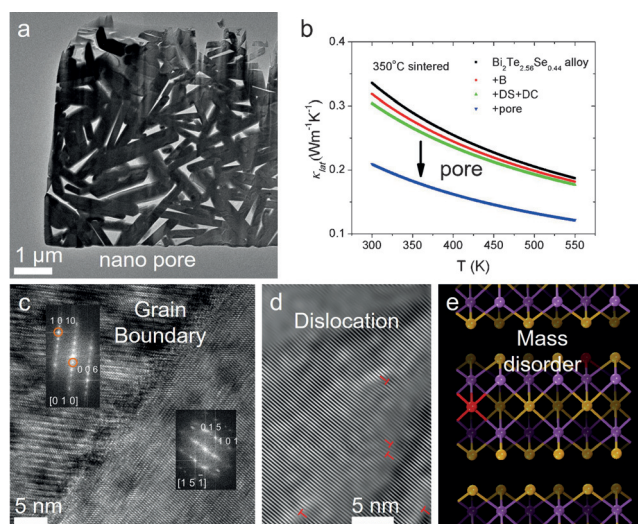 a
1 µm
nano pore
b
350°C sintered
Bi2Te2.56Se0.44 alloy
+B
+DS+DC
+pore
pore
κlat(Wm⁻¹K⁻¹)
0.4
0.3
0.2
0.1
300 350 400 450 500 550
T (K)
c
Grain
Boundary
1 0 10
0 0 6
[0 1 0]
0 1 5
1 0 1
[1 5 1]
5 nm
d
Dislocation
5 nm
e
Mass
disorder